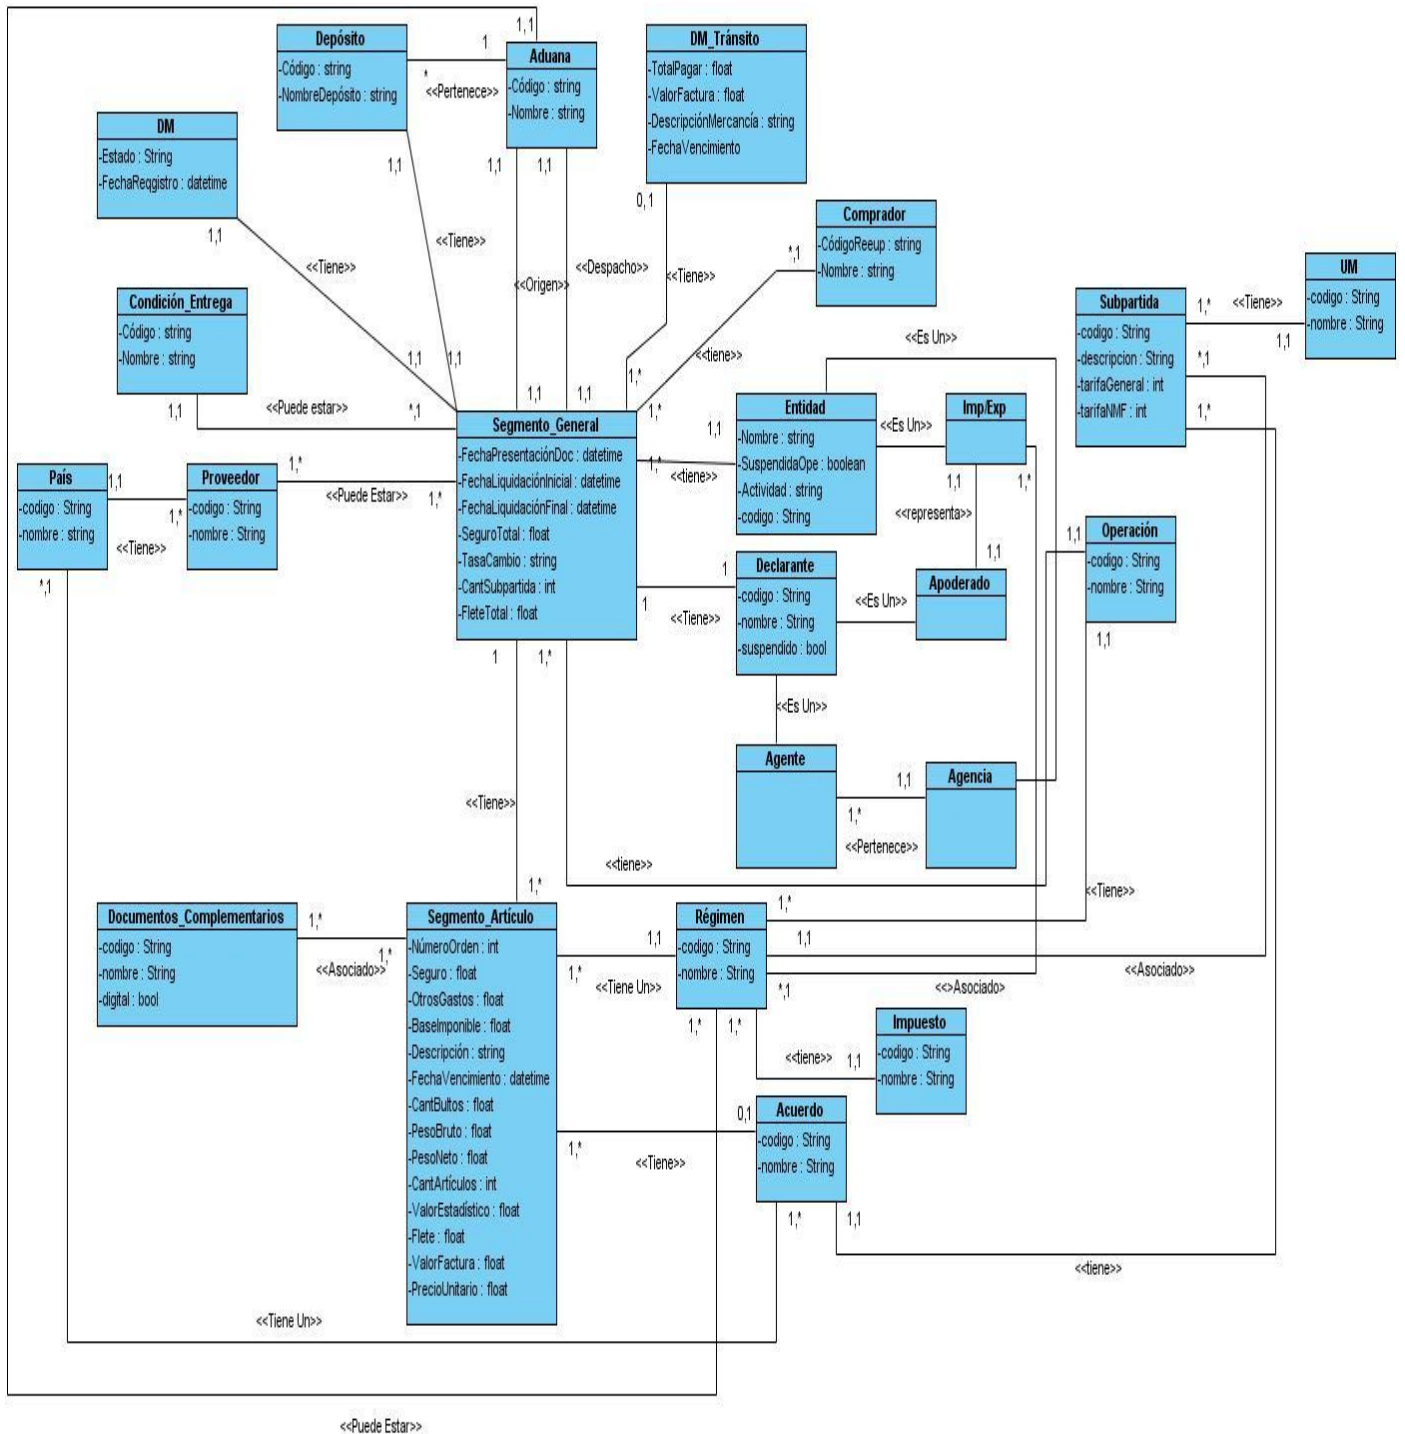 1,1
Depósito
-Código : string
-NombreDepósito : string
1
*
<<Pertenece>>
Aduana
-Código : string
-Nombre : string
DM_Tránsito
-TotalPagar : float
-ValorFactura : float
-DescripciónMercancía : string
-FechaVencimiento
DM
-Estado : String
-FechaReqgistro : datetime
1,1
1,1
1,1
0,1
1,1
<<Tiene>>
<<Tiene>>
<<Origen>>
<<Despacho>>
<<Tiene>>
Comprador
-CódigoReeup : string
-Nombre : string
*,1
<<tiene>>
Condición_Entrega
-Código : string
-Nombre : string
1,1
<<Puede estar>>
*,1
1,1
1,1
1,1
1,1
1,*
1,*
Subpartida
-codigo : String
-descripcion : String
-tarifaGeneral : int
-tarifaNMF : int
1,*
<<Tiene>>
1,1
*,1
1,*
UM
-codigo : String
-nombre : String
<<Es Un>>
Segmento_General
-FechaPresentaciónDoc : datetime
-FechaLiquidaciónInicial : datetime
-FechaLiquidaciónFinal : datetime
-SeguroTotal : float
-TasaCambio : string
-CantSubpartida : int
-FleteTotal : float
Entidad
-Nombre : string
-SuspendidaOpe : boolean
-Actividad : string
-codigo : String
1,1
1,*
<<tiene>>
<<Es Un>>
Imp/Exp
1,1
1,*
<<representa>>
1,1
País
-codigo : String
-nombre : string
1,1
1,*
<<Tiene>>
*,1
Proveedor
-codigo : String
-nombre : String
1,*
<<Puede Estar>>
1,*
Operación
-codigo : String
-nombre : String
1,1
1,1
Declarante
-codigo : String
-nombre : String
-suspendido : bool
1
1
<<Tiene>>
<<Es Un>>
Apoderado
1
1,*
<<Es Un>>
Agente
1,1
1,*
<<Pertenece>>
Agencia
<<Tiene>>
<<tiene>>
<<Tiene>>
1,*
Documentos_Complementarios
-codigo : String
-nombre : String
-digital : bool
1,*
1,*
<<Asociado>>
Segmento_Artículo
-NúmeroOrden : int
-Seguro : float
-OtrosGastos : float
-BaseImponible : float
-Descripción : string
-FechaVencimiento : datetime
-CantBultos : float
-PesoBruto : float
-PesoNeto : float
-CantArtículos : int
-ValorEstadístico : float
-Flete : float
-ValorFactura : float
-PrecioUnitario : float
1,1
1,*
<<Tiene Un>>
Régimen
-codigo : String
-nombre : String
1,*
1,1
*,1
<<Asociado>>
<<>Asociado>
1,*
1,*
<<tiene>>
1,1
Impuesto
-codigo : String
-nombre : String
Acuerdo
-codigo : String
-nombre : String
0,1
1,*
<<Tiene>>
1,*
1,1
<<tiene>>
<<Tiene Un>>
<<Puede Estar>>